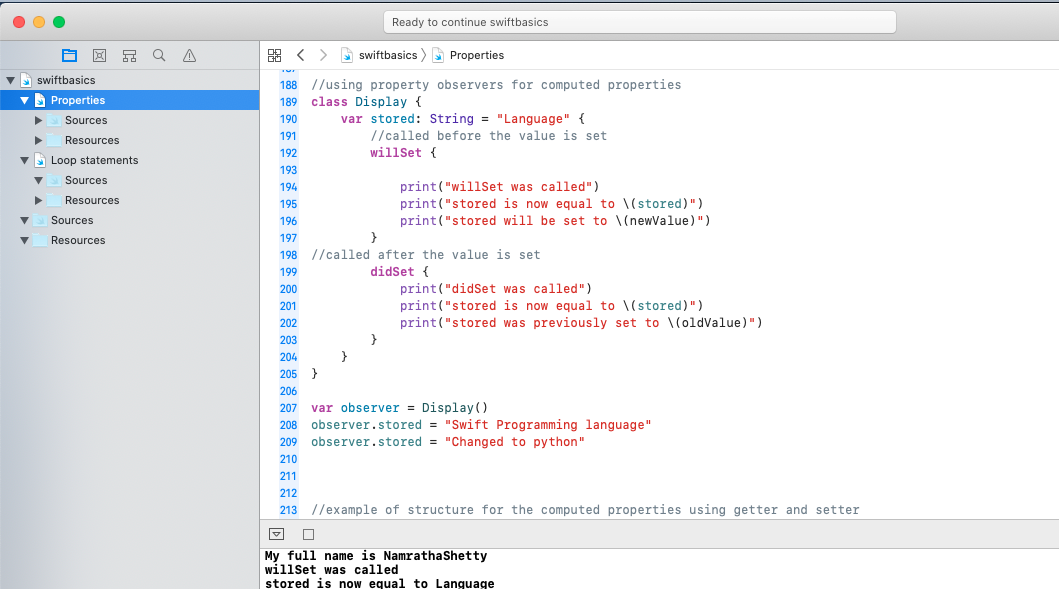 Ready to continue swiftbasics
swiftbasics
Properties
swiftbasics
Properties
Sources
Resources
Loop statements
Sources
Resources
Sources
Resources
187
188 //using property observers for computed properties
189 class Display {
190 var stored: String = "Language" {
191 //called before the value is set
192 willSet {
193
194 print("willSet was called")
195 print("stored is now equal to \(stored)")
196 print("stored will be set to \(newValue)")
197 }
198 //called after the value is set
199 didSet {
200 print("didSet was called")
201 print("stored is now equal to \(stored)")
202 print("stored was previously set to \(oldValue)")
203 }
204 }
205 }
206
207 var observer = Display()
208 observer.stored = "Swift Programming language"
209 observer.stored = "Changed to python"
210
211
212
213 //example of structure for the computed properties using getter and setter
My full name is NamrathaShetty
willSet was called
stored is now equal to Language